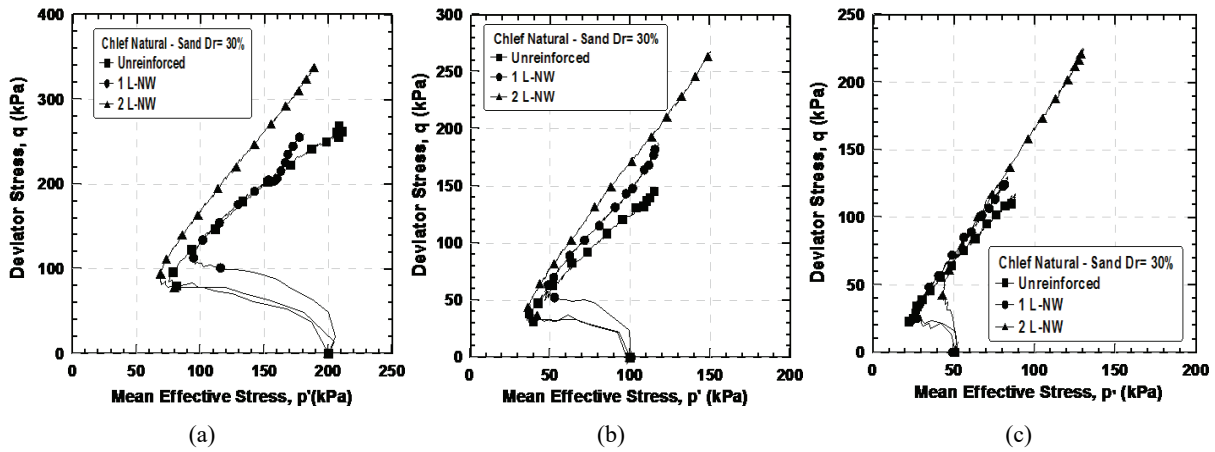 400
300
200
100
0
Deviator Stress, q (kPa)
Chlef Natural - Sand Dr= 30%
Unreinforced
1 L-NW
2 L-NW
0 50 100 150 200 250
Mean Effective Stress, p'(kPa)
(a)
300
250
200
150
100
50
0
Deviator Stress, q (kPa)
Chlef Natural - Sand Dr= 30%
Unreinforced
1 L-NW
2 L-NW
0 50 100 150 200
Mean Effective Stress, p' (kPa)
(b)
250
200
150
100
50
0
Deviator Stress, q (kPa)
Chlef Natural - Sand Dr= 30%
Unreinforced
1 L-NW
2 L-NW
0 50 100 150 200
Mean Effective Stress, p' (kPa)
(c)